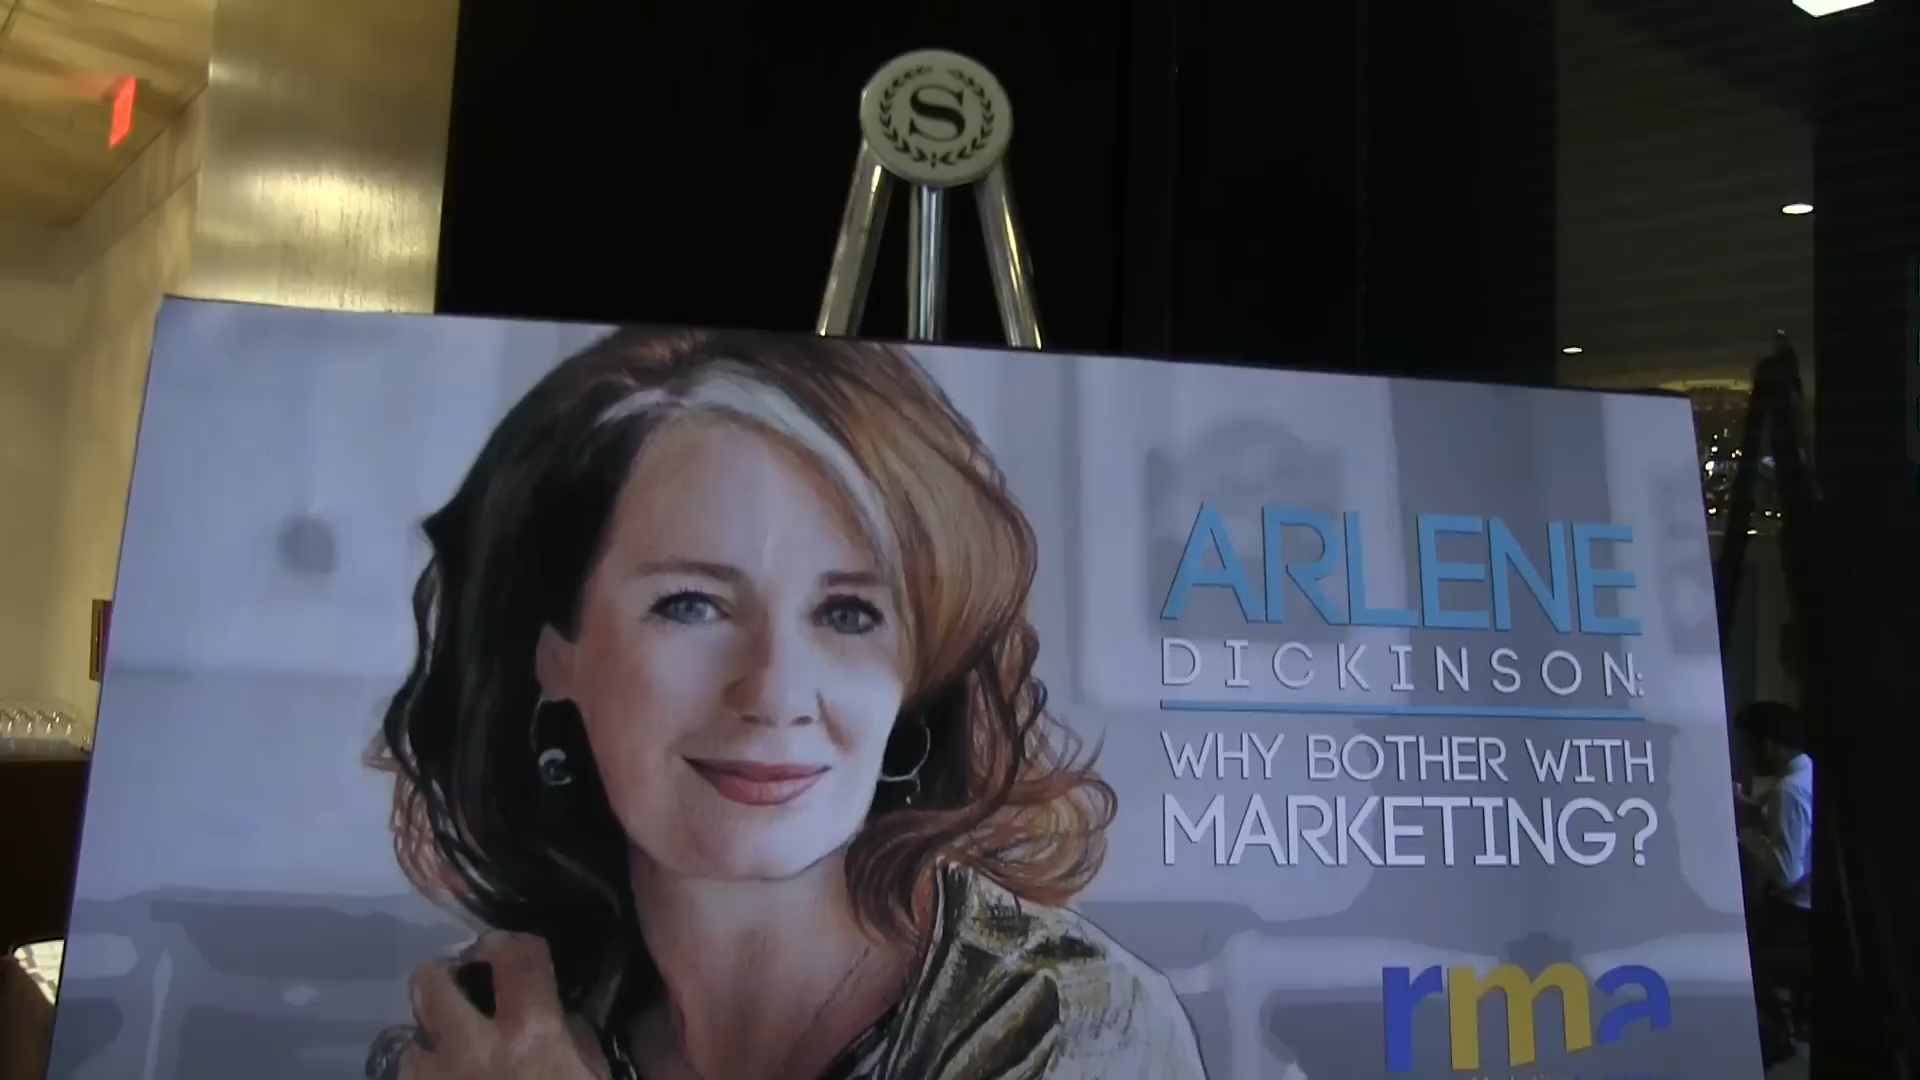 S
ARLENE
DICKINSON:
WHY BOTHER WITH
MARKETING?
rma